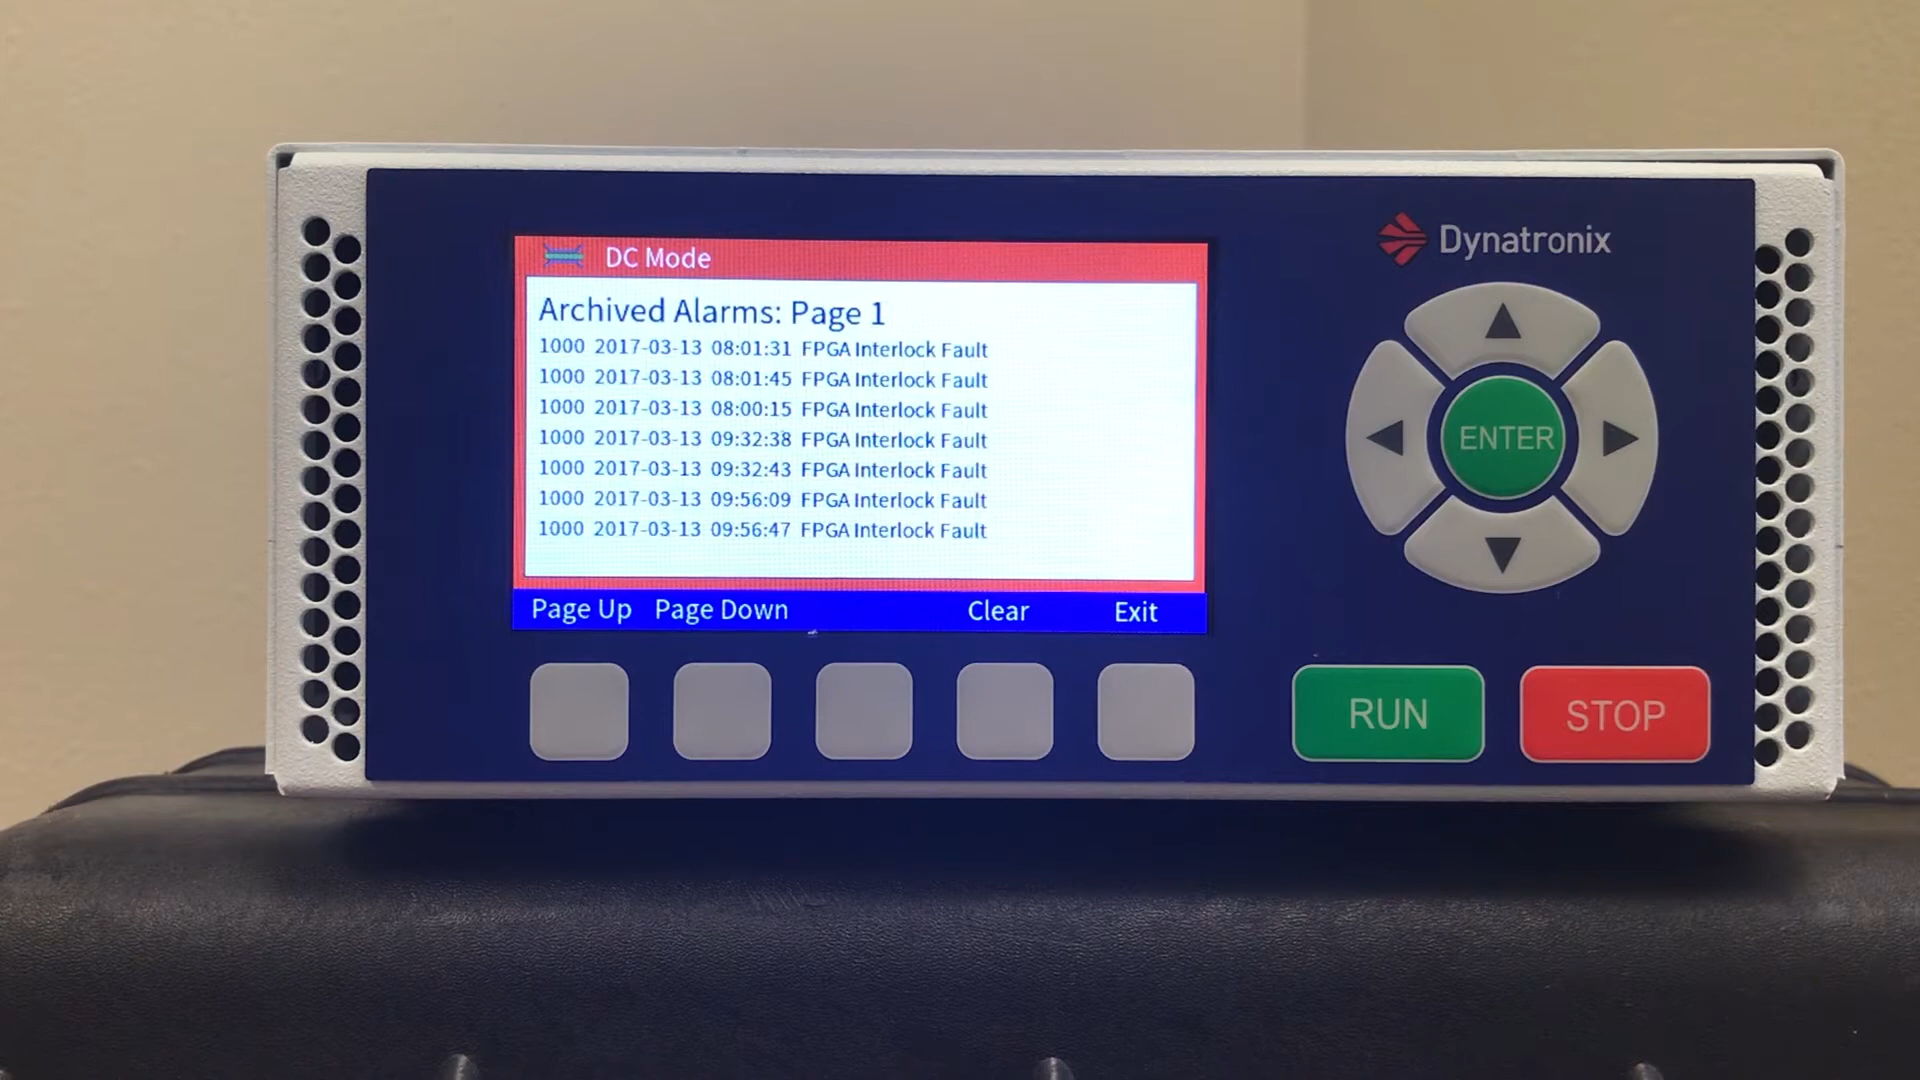 Dynatronix
DC Mode
Archived Alarms: Page 1
1000 2017-03-13 08:01:31 FPGA Interlock Fault
1000 2017-03-13 08:01:45 FPGA Interlock Fault
1000 2017-03-13 08:00:15 FPGA Interlock Fault
1000 2017-03-13 09:32:38 FPGA Interlock Fault
1000 2017-03-13 09:32:43 FPGA Interlock Fault
1000 2017-03-13 09:56:09 FPGA Interlock Fault
1000 2017-03-13 09:56:47 FPGA Interlock Fault
Page Up Page Down Clear Exit
ENTER
RUN STOP